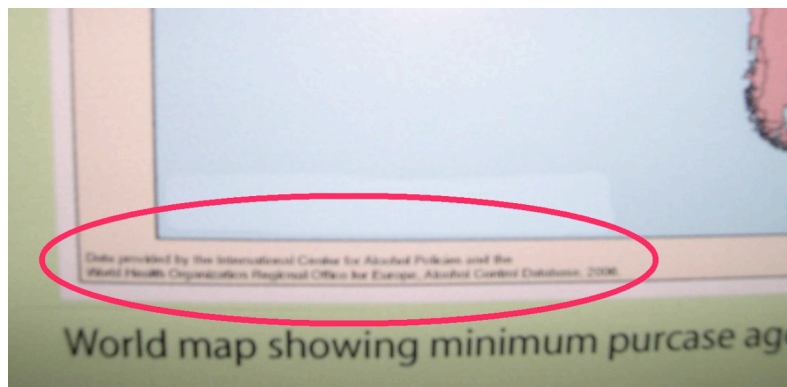 Data provided by the International Center for Alcohol Policies and the
World Health Organization Regional Office for Europe, Alcohol Control Database, 2006.
World map showing minimum purcase age